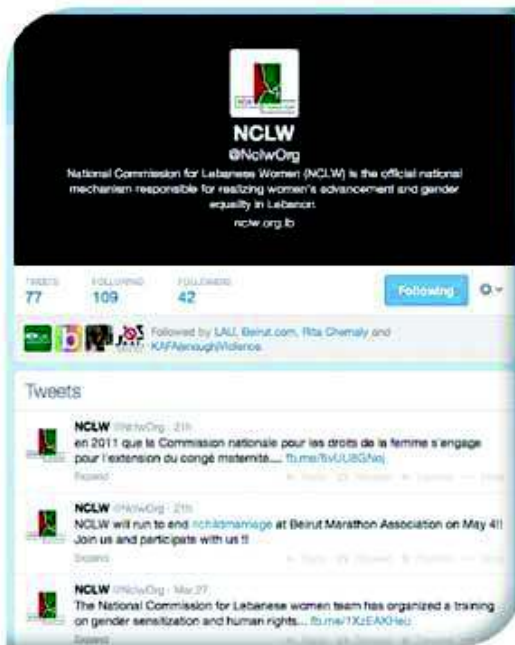 NCLW
@NclwOrg
National Commission for Lebanese Women (NCLW) is the official national
mechanism responsible for realizing women's advancement and gender
equality in Lebanon
nclw.org.lb
TWEETS FOLLOWING FOLLOWERS
77 109 42
Following
Followed by LAU, Beirut.com, Rita Chemaly and
KAFAenoughViolence
Tweets
NCLW @NclwOrg · 21h
en 2011 que la Commission nationale pour les droits de la femme s'engage
pour l'extension du congé maternité....
Expand
NCLW @NclwOrg · 21h
NCLW will run to end #childmarriage at Beirut Marathon Association on May 4!!
Join us and participate with us !!
Expand
NCLW @NclwOrg · Mar 27
The National Commission for Lebanese women team has organized a training
on gender sensitization and human rights... fb.me/1XzEAKHeu
Expand